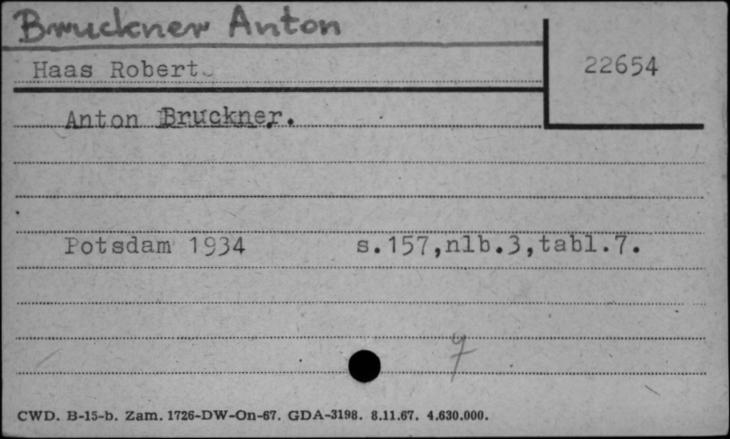 Bruckner Anton
Haas Robert
22654
Anton Bruckner.
Potsdam 1934 s.157,nlb.3,tabl.7.
CWD. B-15-b. Zam. 1726-DW-On-67. GDA-3198. 8.11.67. 4.630.000.